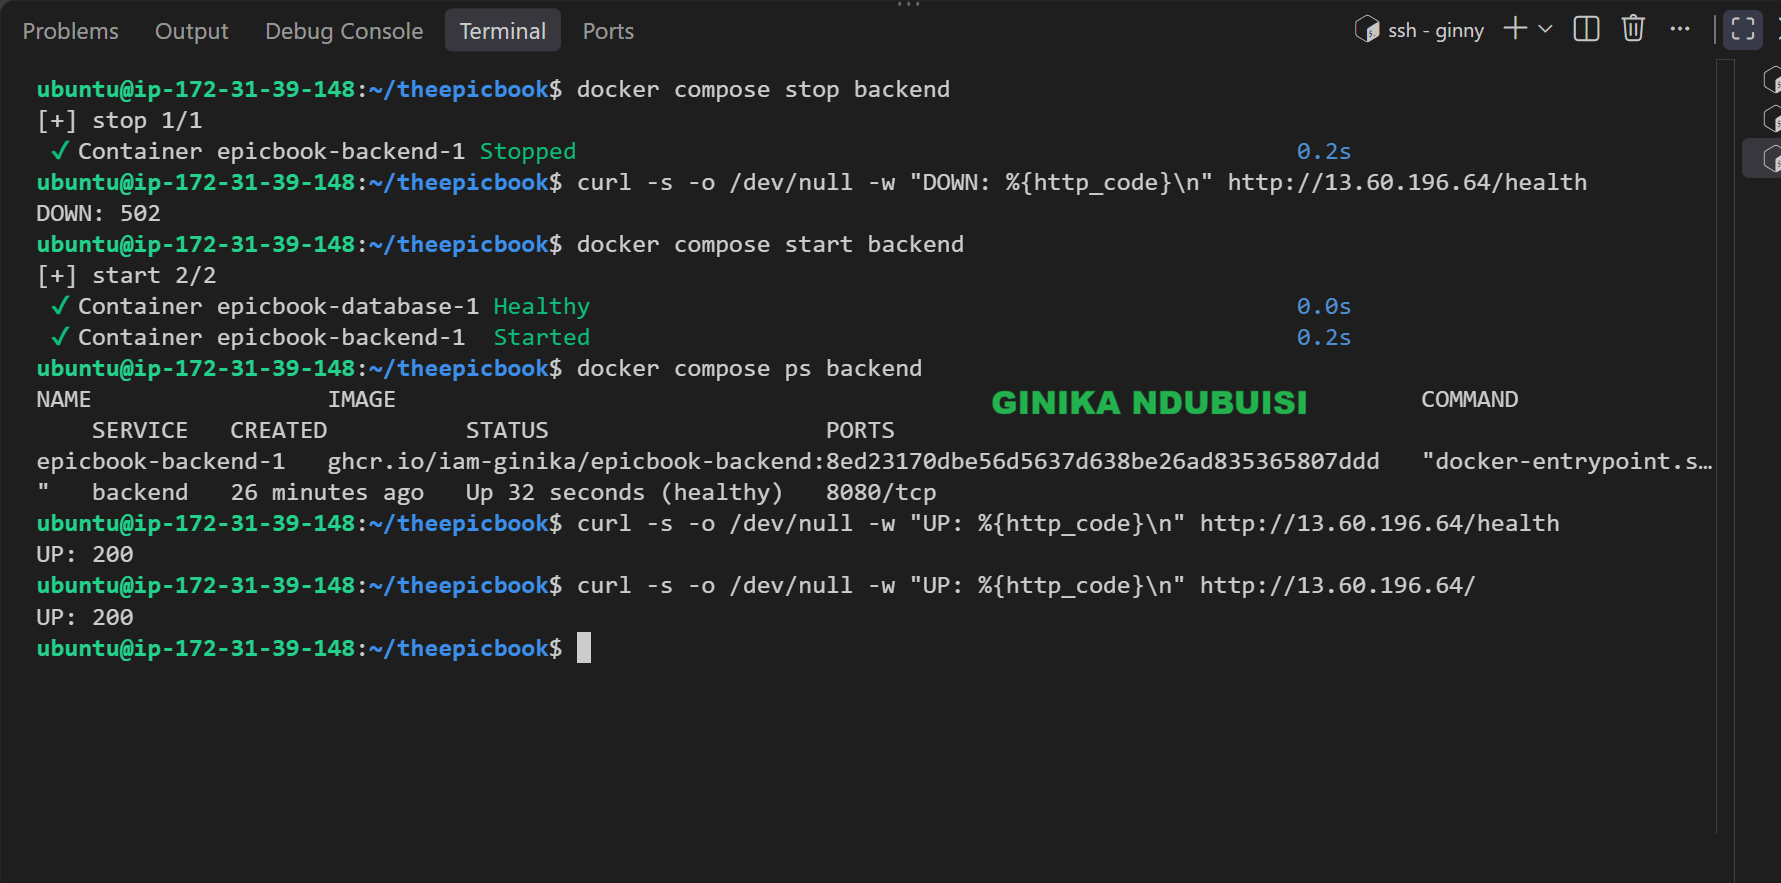 Problems Output Debug Console Terminal Ports ssh - ginny
ubuntu@ip-172-31-39-148:~/theepicbook$ docker compose stop backend
[+] stop 1/1
✓ Container epicbook-backend-1 Stopped 0.2s
ubuntu@ip-172-31-39-148:~/theepicbook$ curl -s -o /dev/null -w "DOWN: %{http_code}\n" http://13.60.196.64/health
DOWN: 502
ubuntu@ip-172-31-39-148:~/theepicbook$ docker compose start backend
[+] start 2/2
✓ Container epicbook-database-1 Healthy 0.0s
✓ Container epicbook-backend-1 Started 0.2s
ubuntu@ip-172-31-39-148:~/theepicbook$ docker compose ps backend
NAME IMAGE GINIKA NDUBUISI COMMAND
SERVICE CREATED STATUS PORTS
epicbook-backend-1 ghcr.io/iam-ginika/epicbook-backend:8ed23170dbe56d5637d638be26ad835365807ddd "docker-entrypoint.s…
" backend 26 minutes ago Up 32 seconds (healthy) 8080/tcp
ubuntu@ip-172-31-39-148:~/theepicbook$ curl -s -o /dev/null -w "UP: %{http_code}\n" http://13.60.196.64/health
UP: 200
ubuntu@ip-172-31-39-148:~/theepicbook$ curl -s -o /dev/null -w "UP: %{http_code}\n" http://13.60.196.64/
UP: 200
ubuntu@ip-172-31-39-148:~/theepicbook$